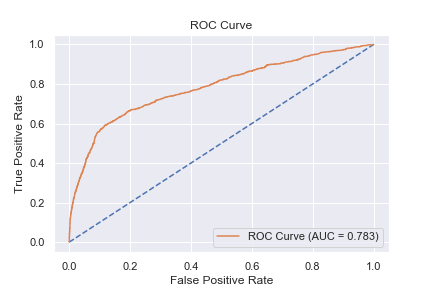 ROC Curve
True Positive Rate
1.0
0.8
0.6
0.4
0.2
0.0
ROC Curve (AUC = 0.783)
0.0 0.2 0.4 0.6 0.8 1.0
False Positive Rate